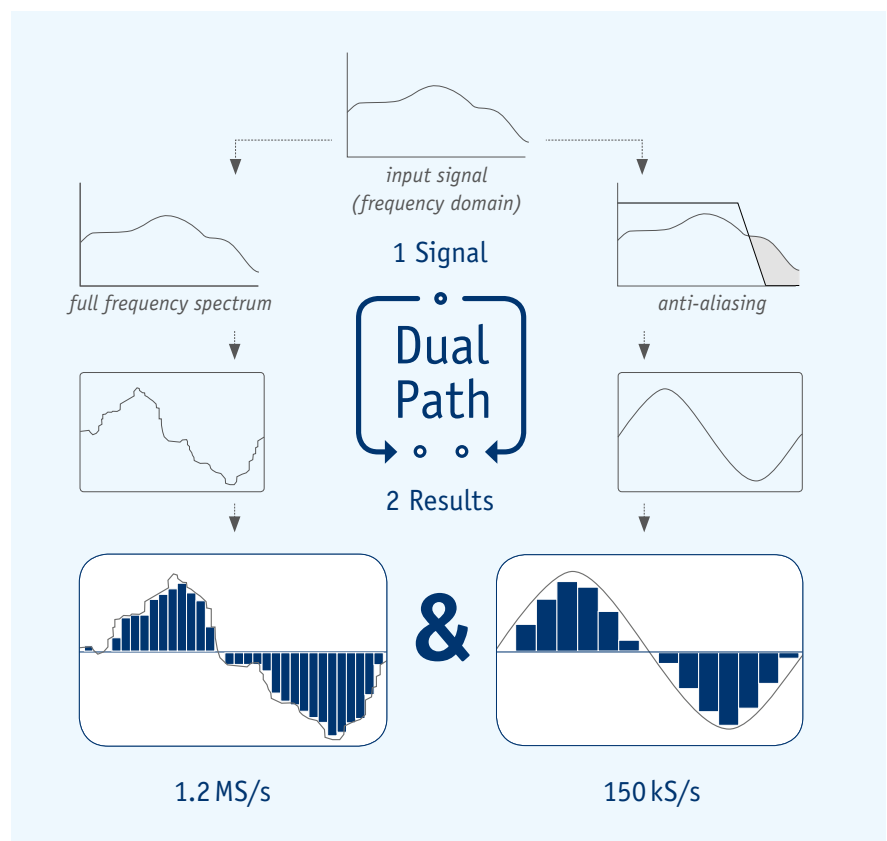 input signal
(frequency domain)
full frequency spectrum
1 Signal
anti-aliasing
Dual
Path
2 Results
&
1.2 MS/s
150 kS/s